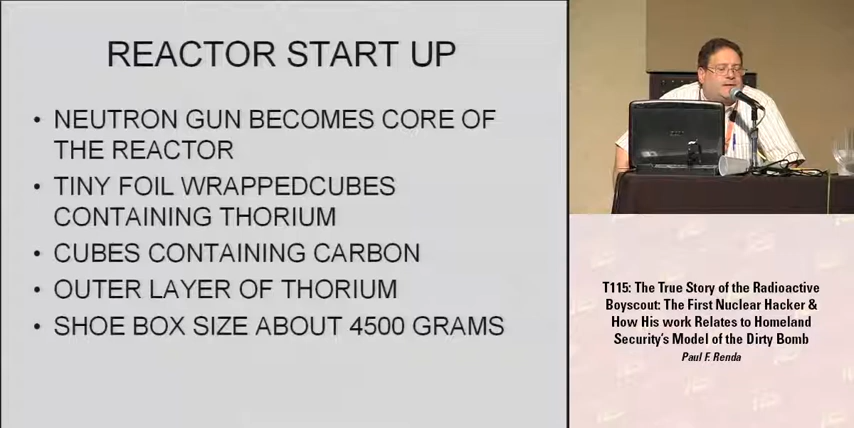 REACTOR START UP
• NEUTRON GUN BECOMES CORE OF
THE REACTOR
• TINY FOIL WRAPPEDCUBES
CONTAINING THORIUM
• CUBES CONTAINING CARBON
• OUTER LAYER OF THORIUM
• SHOE BOX SIZE ABOUT 4500 GRAMS
T115: The True Story of the Radioactive
Boyscout: The First Nuclear Hacker &
How His work Relates to Homeland
Security's Model of the Dirty Bomb
Paul F. Renda